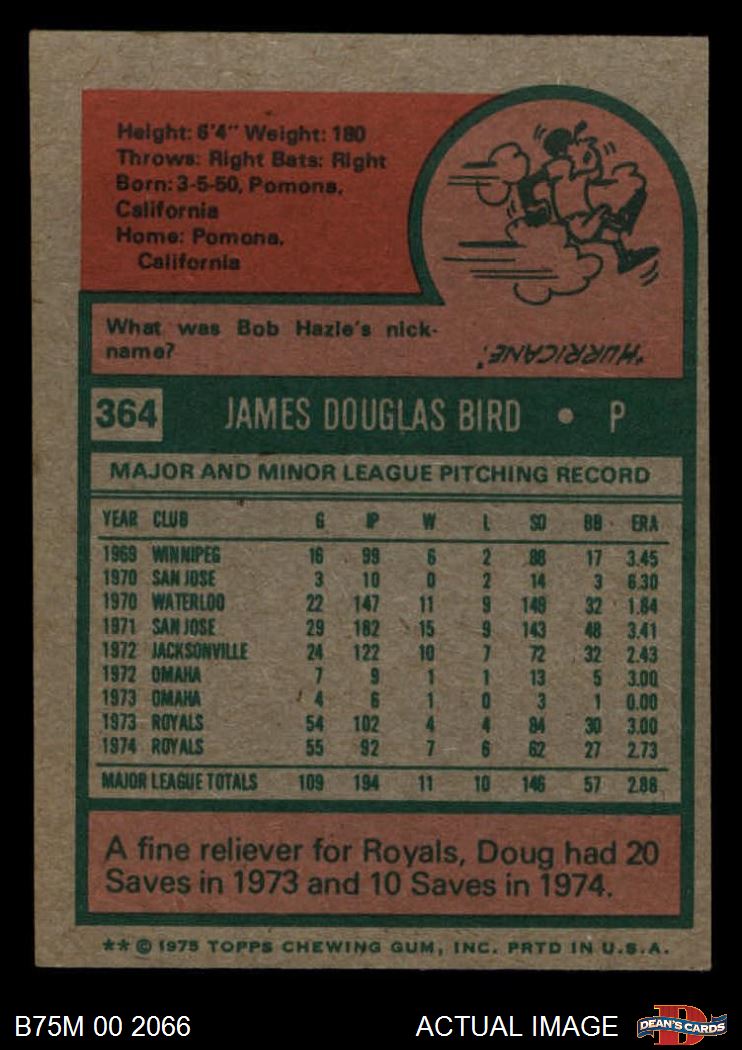 Height: 6'4" Weight: 180
Throws: Right Bats: Right
Born: 3-5-50, Pomona,
California
Home: Pomona,
California
What was Bob Hazle's nick-
name?
"HURRICANE."
364 JAMES DOUGLAS BIRD • P
MAJOR AND MINOR LEAGUE PITCHING RECORD
YEAR CLUB G IP W L SO BB ERA
1969 WINNIPEG 16 99 6 2 88 17 3.45
1970 SAN JOSE 3 10 0 2 14 3 6.30
1970 WATERLOO 22 147 11 9 149 32 1.84
1971 SAN JOSE 29 182 15 9 143 48 3.41
1972 JACKSONVILLE 24 122 10 7 72 32 2.43
1972 OMAHA 7 9 1 1 13 5 3.00
1973 OMAHA 4 6 1 0 3 1 0.00
1973 ROYALS 54 102 4 4 84 30 3.00
1974 ROYALS 55 92 7 6 62 27 2.73
MAJOR LEAGUE TOTALS 109 194 11 10 146 57 2.88
A fine reliever for Royals, Doug had 20
Saves in 1973 and 10 Saves in 1974.
** © 1975 TOPPS CHEWING GUM, INC. PRTD IN U.S.A.
B75M 00 2066 ACTUAL IMAGE DEAN'S CARDS